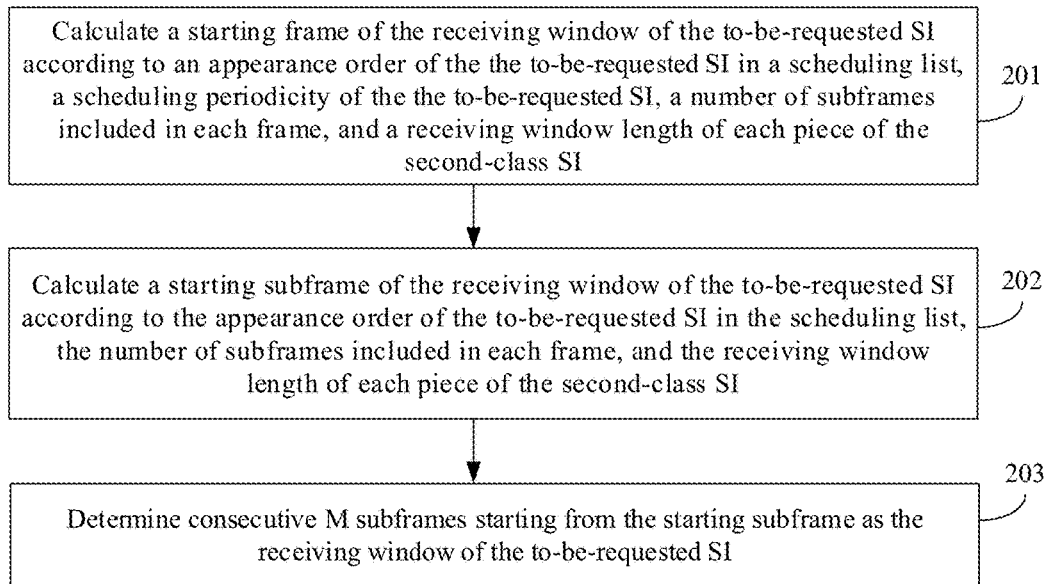 Calculate a starting frame of the receiving window of the to-be-requested SI
according to an appearance order of the the to-be-requested SI in a scheduling list,
a scheduling periodicity of the the to-be-requested SI, a number of subframes
included in each frame, and a receiving window length of each piece of the
second-class SI
201
Calculate a starting subframe of the receiving window of the to-be-requested SI
according to the appearance order of the to-be-requested SI in the scheduling list,
the number of subframes included in each frame, and the receiving window
length of each piece of the second-class SI
202
Determine consecutive M subframes starting from the starting subframe as the
receiving window of the to-be-requested SI
203